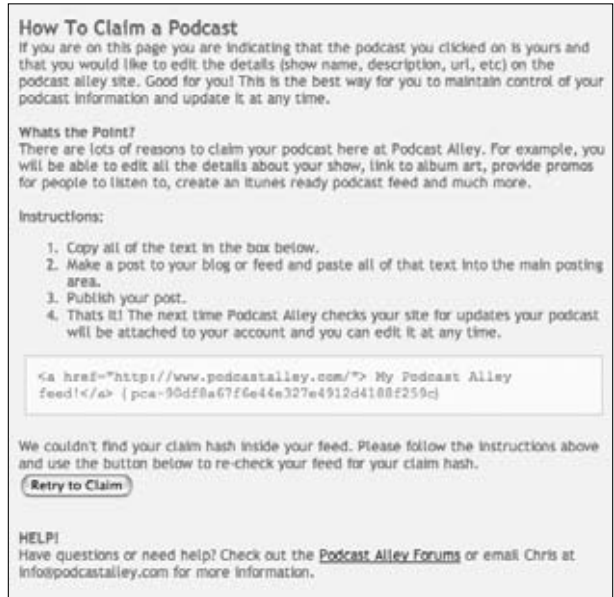 How To Claim a Podcast
If you are on this page you are indicating that the podcast you clicked on is yours and
that you would like to edit the details (show name, description, url, etc) on the
podcast alley site. Good for you! This is the best way for you to maintain control of your
podcast information and update it at any time.
Whats the Point?
There are lots of reasons to claim your podcast here at Podcast Alley. For example, you
will be able to edit all the details about your show, link to album art, provide promos
for people to listen to, create an itunes ready podcast feed and much more.
Instructions:
1. Copy all of the text in the box below.
2. Make a post to your blog or feed and paste all of that text into the main posting
area.
3. Publish your post.
4. Thats it! The next time Podcast Alley checks your site for updates your podcast
will be attached to your account and you can edit it at any time.
<a href="http://www.podcastalley.com/"> My Podcast Alley
feed!</a> {pca-90df8a67f6e44e327e4912d4188f259c}
We couldn't find your claim hash inside your feed. Please follow the instructions above
and use the button below to re-check your feed for your claim hash.
Retry to Claim
HELP!
Have questions or need help? Check out the Podcast Alley Forums or email Chris at
info@podcastalley.com for more information.